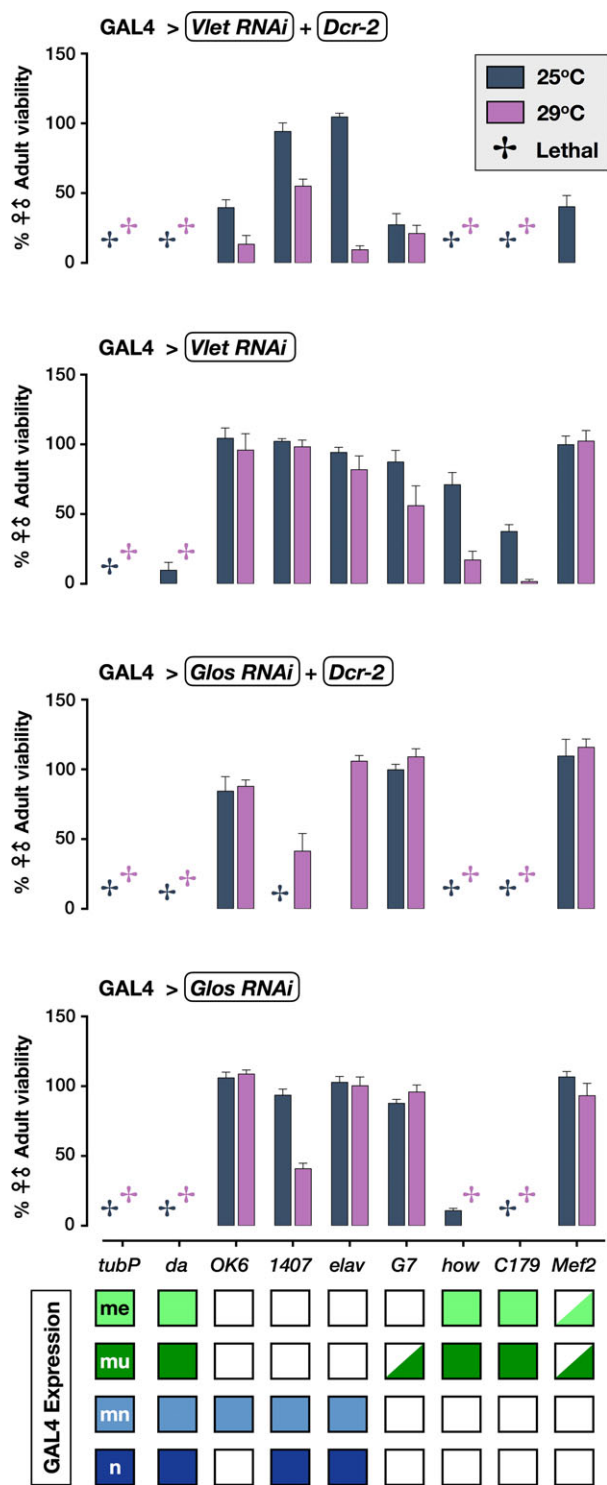 GAL4 > Vlet RNAi + Dcr-2
25ºC
29ºC
Lethal
% ♀♂ Adult viability
150
100
50
0
GAL4 > Vlet RNAi
% ♀♂ Adult viability
150
100
50
0
GAL4 > Glos RNAi + Dcr-2
% ♀♂ Adult viability
150
100
50
0
GAL4 > Glos RNAi
% ♀♂ Adult viability
150
100
50
0
tubP da OK6 1407 elav G7 how C179 Mef2
GAL4 Expression
me
mu
mn
n